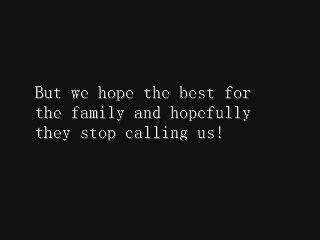 But we hope the best for
the family and hopefully
they stop calling us!